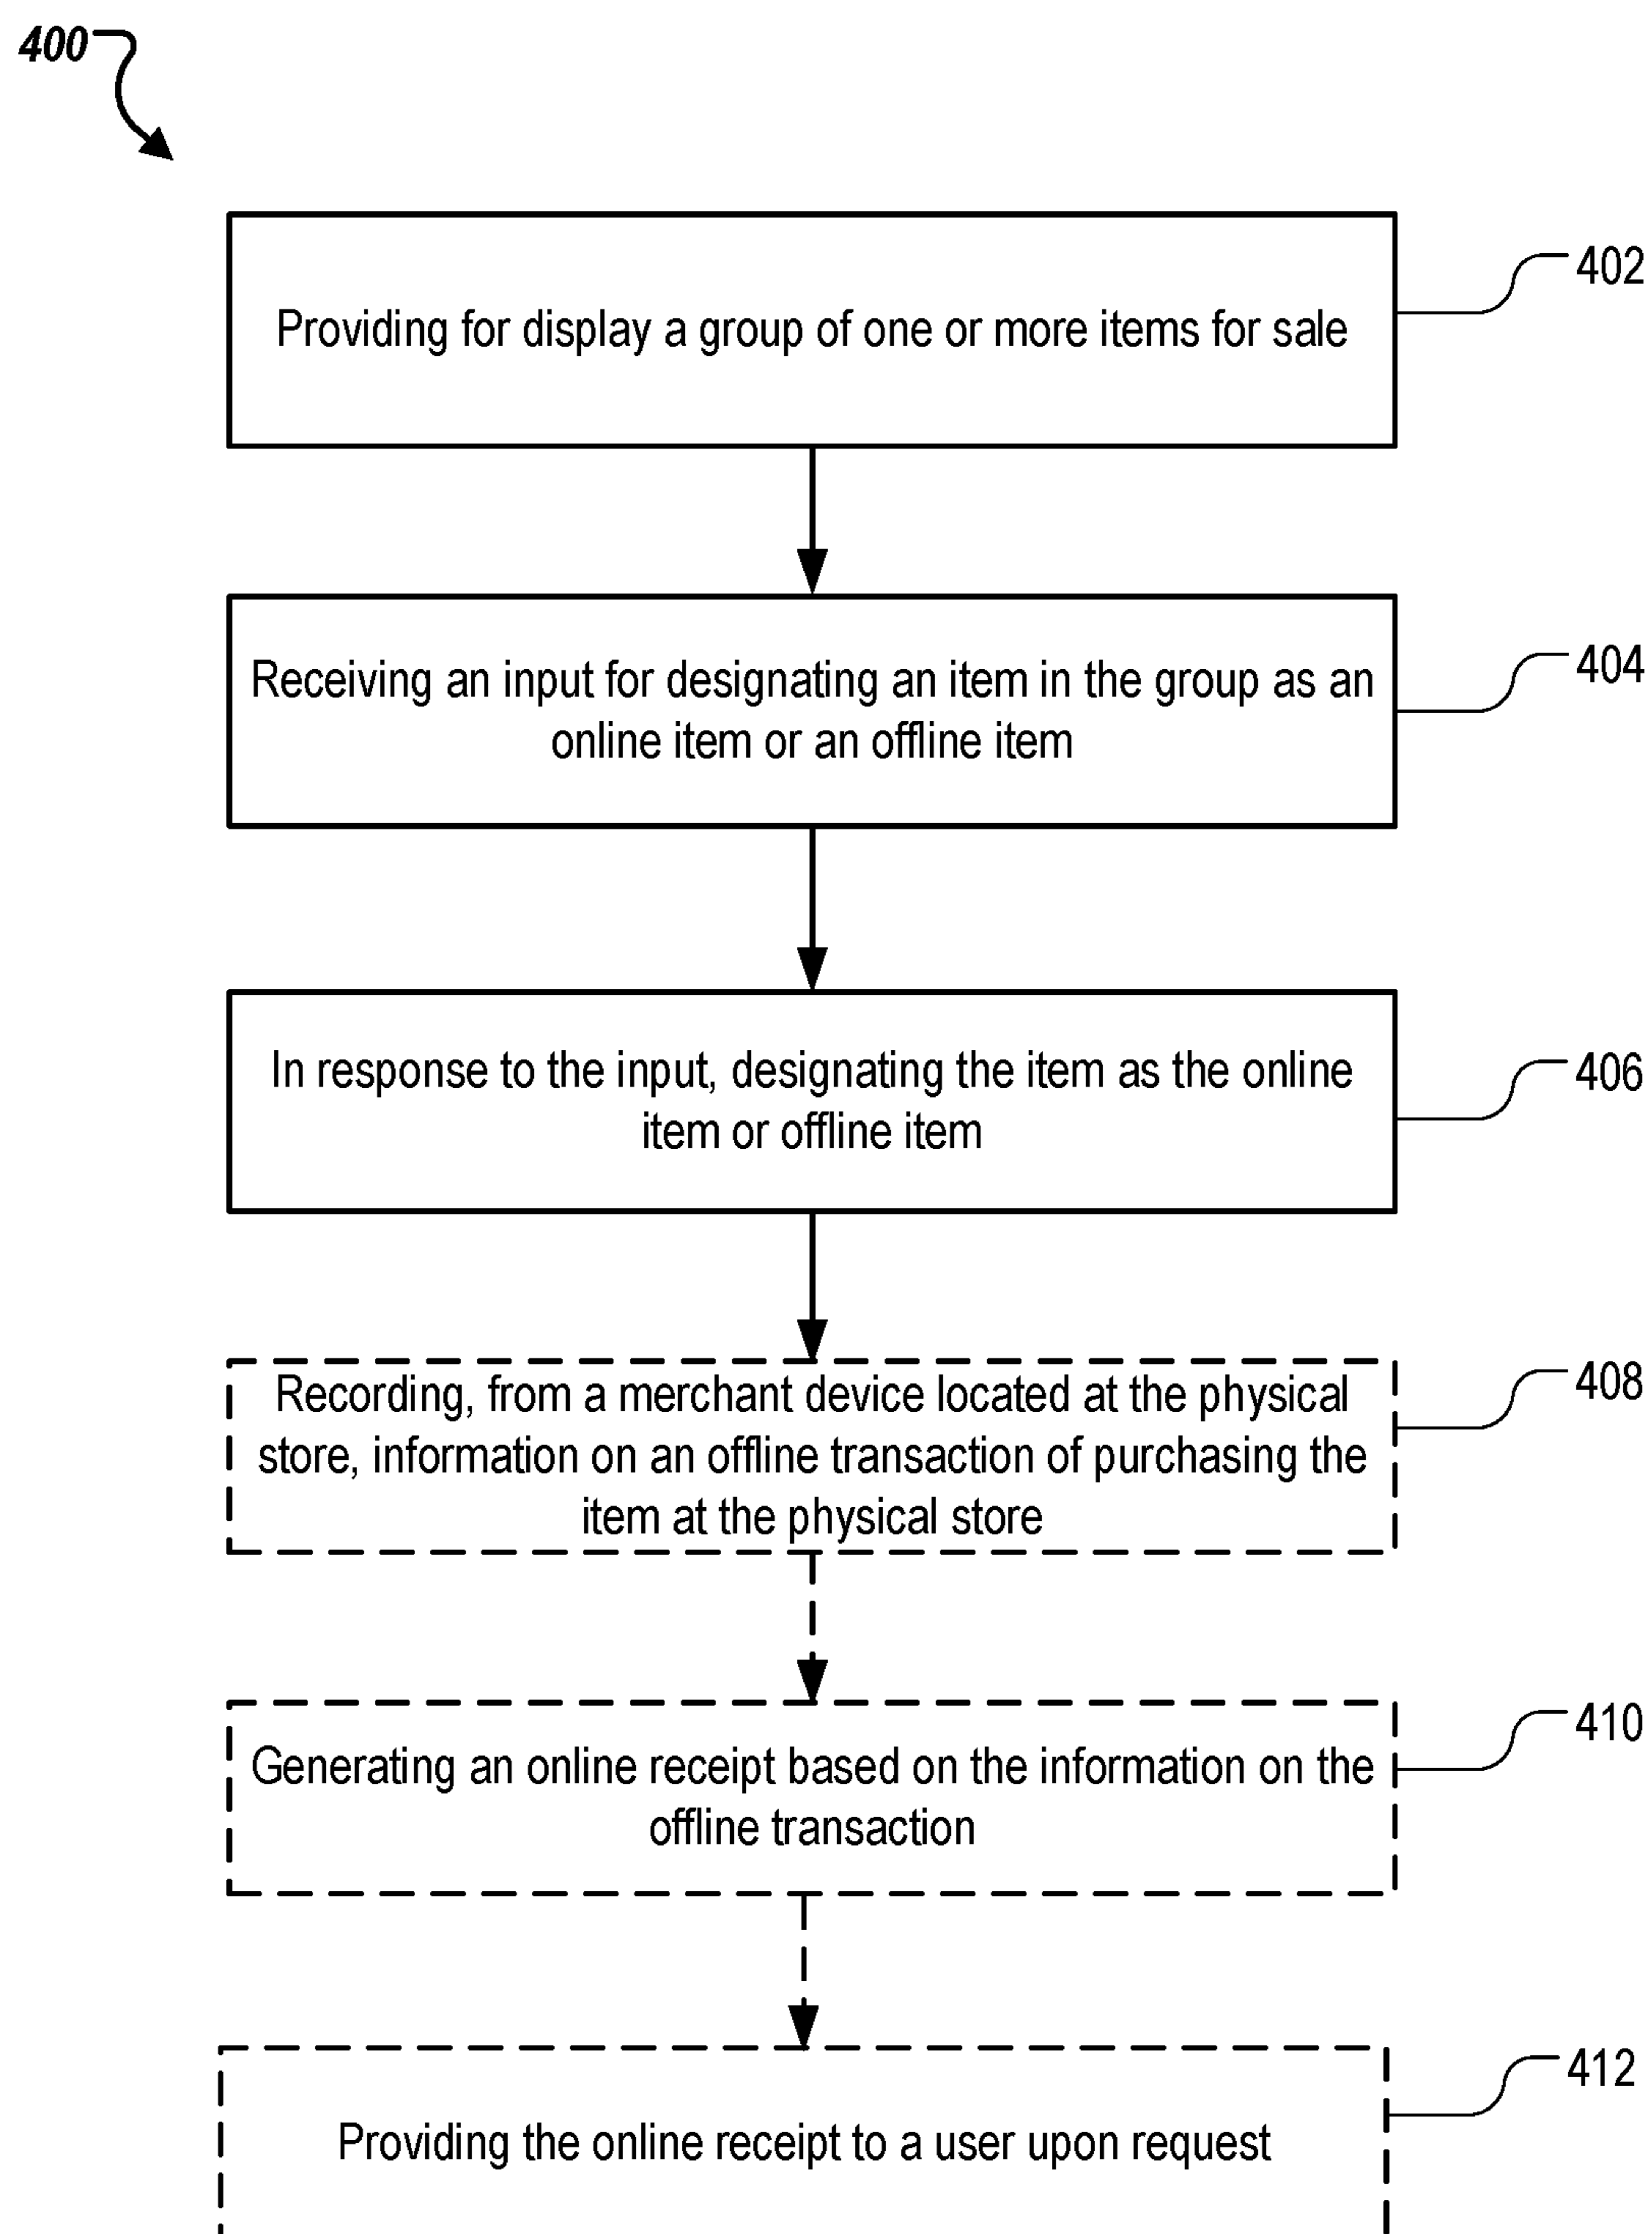 400
Providing for display a group of one or more items for sale
402
Receiving an input for designating an item in the group as an
online item or an offline item
404
In response to the input, designating the item as the online
item or offline item
406
Recording, from a merchant device located at the physical
store, information on an offline transaction of purchasing the
item at the physical store
408
Generating an online receipt based on the information on the
offline transaction
410
Providing the online receipt to a user upon request
412